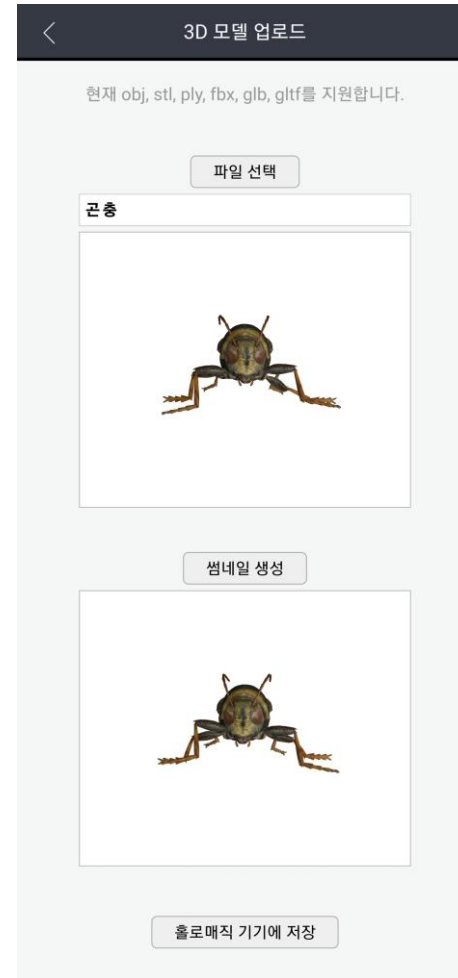 3D 모델 업로드
현재 obj, stl, ply, fbx, glb, gltf를 지원합니다.
파일 선택
곤충
썸네일 생성
홀로매직 기기에 저장